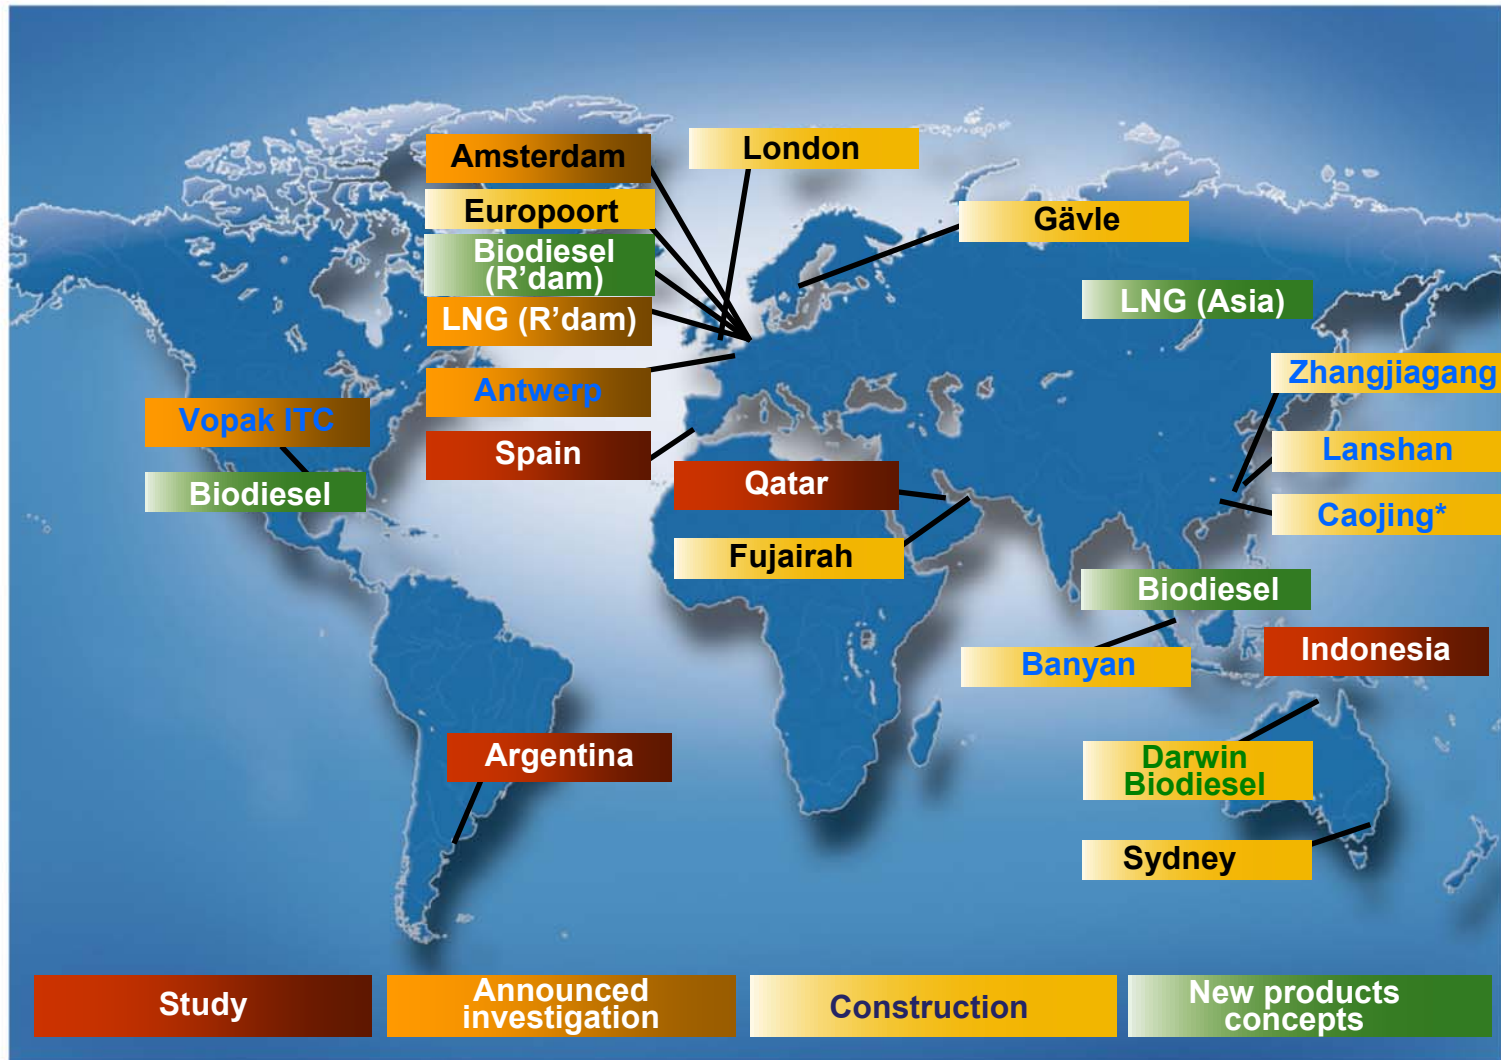 Amsterdam
London
Europoort
Gävle
Biodiesel
(R'dam)
LNG (R'dam)
LNG (Asia)
Zhangjiagang
Antwerp
Vopak ITC
Spain
Lanshan
Qatar
Biodiesel
Caojing*
Fujairah
Biodiesel
Indonesia
Banyan
Argentina
Darwin
Biodiesel
Sydney
Study
Announced
investigation
Construction
New products
concepts